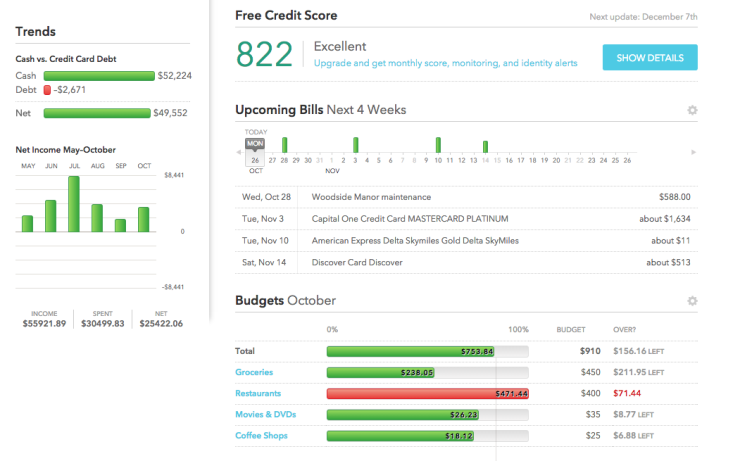 Trends
Cash vs. Credit Card Debt
Cash $52,224
Debt -$2,671
Net $49,552
Net Income May-October
MAY JUN JUL AUG SEP OCT
$8,441
0
-$8,441
INCOME SPENT NET
$55921.89 $30499.83 $25422.06
Free Credit Score Next update: December 7th
822 Excellent
Upgrade and get monthly score, monitoring, and identity alerts
SHOW DETAILS
Upcoming Bills Next 4 Weeks
TODAY
MON
26 27 28 29 30 31 1 2 3 4 5 6 7 8 9 10 11 12 13 14 15 16 17 18 19 20 21 22 23 24 25 26
OCT NOV
Wed, Oct 28 Woodside Manor maintenance $588.00
Tue, Nov 3 Capital One Credit Card MASTERCARD PLATINUM about $1,634
Tue, Nov 10 American Express Delta Skymiles Gold Delta SkyMiles about $11
Sat, Nov 14 Discover Card Discover about $513
Budgets October
0% 100% BUDGET OVER?
Total $753.84 $910 $156.16 LEFT
Groceries $238.05 $450 $211.95 LEFT
Restaurants $471.44 $400 $71.44
Movies & DVDs $26.23 $35 $8.77 LEFT
Coffee Shops $18.12 $25 $6.88 LEFT